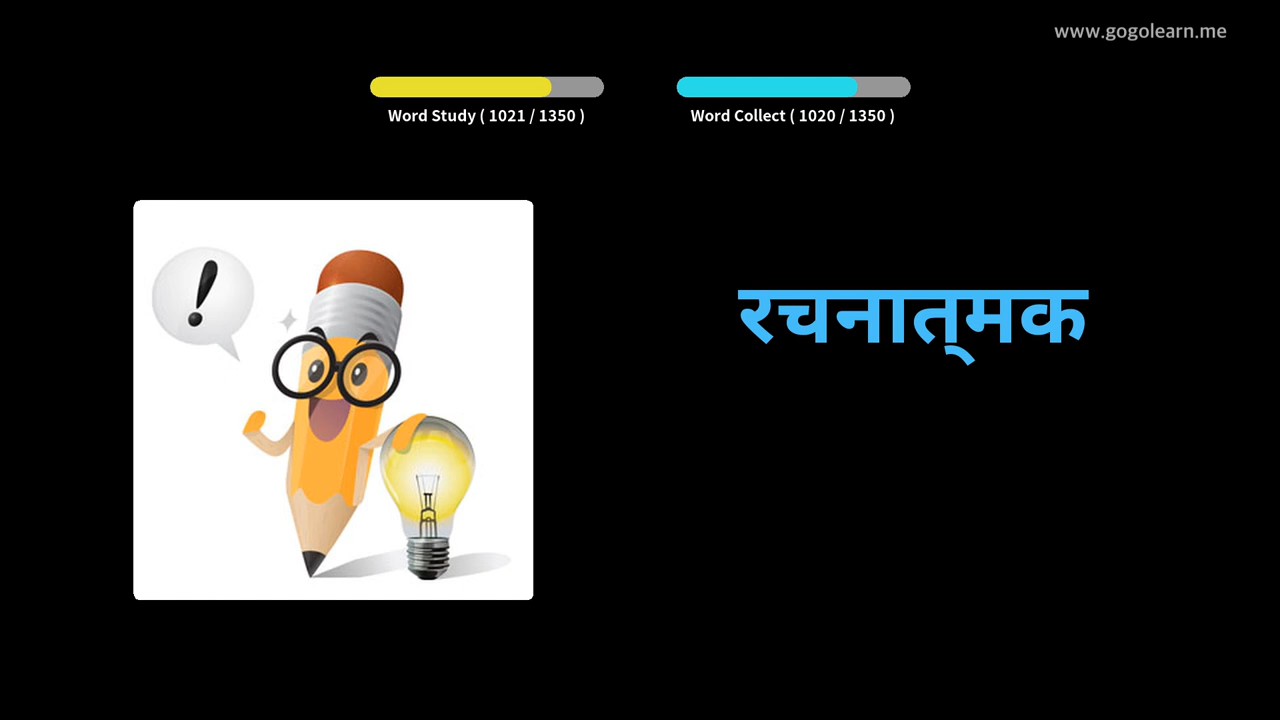 www.gogolearn.me
Word Study ( 1021 / 1350 )
Word Collect ( 1020 / 1350 )
!
रचनात्‌मक